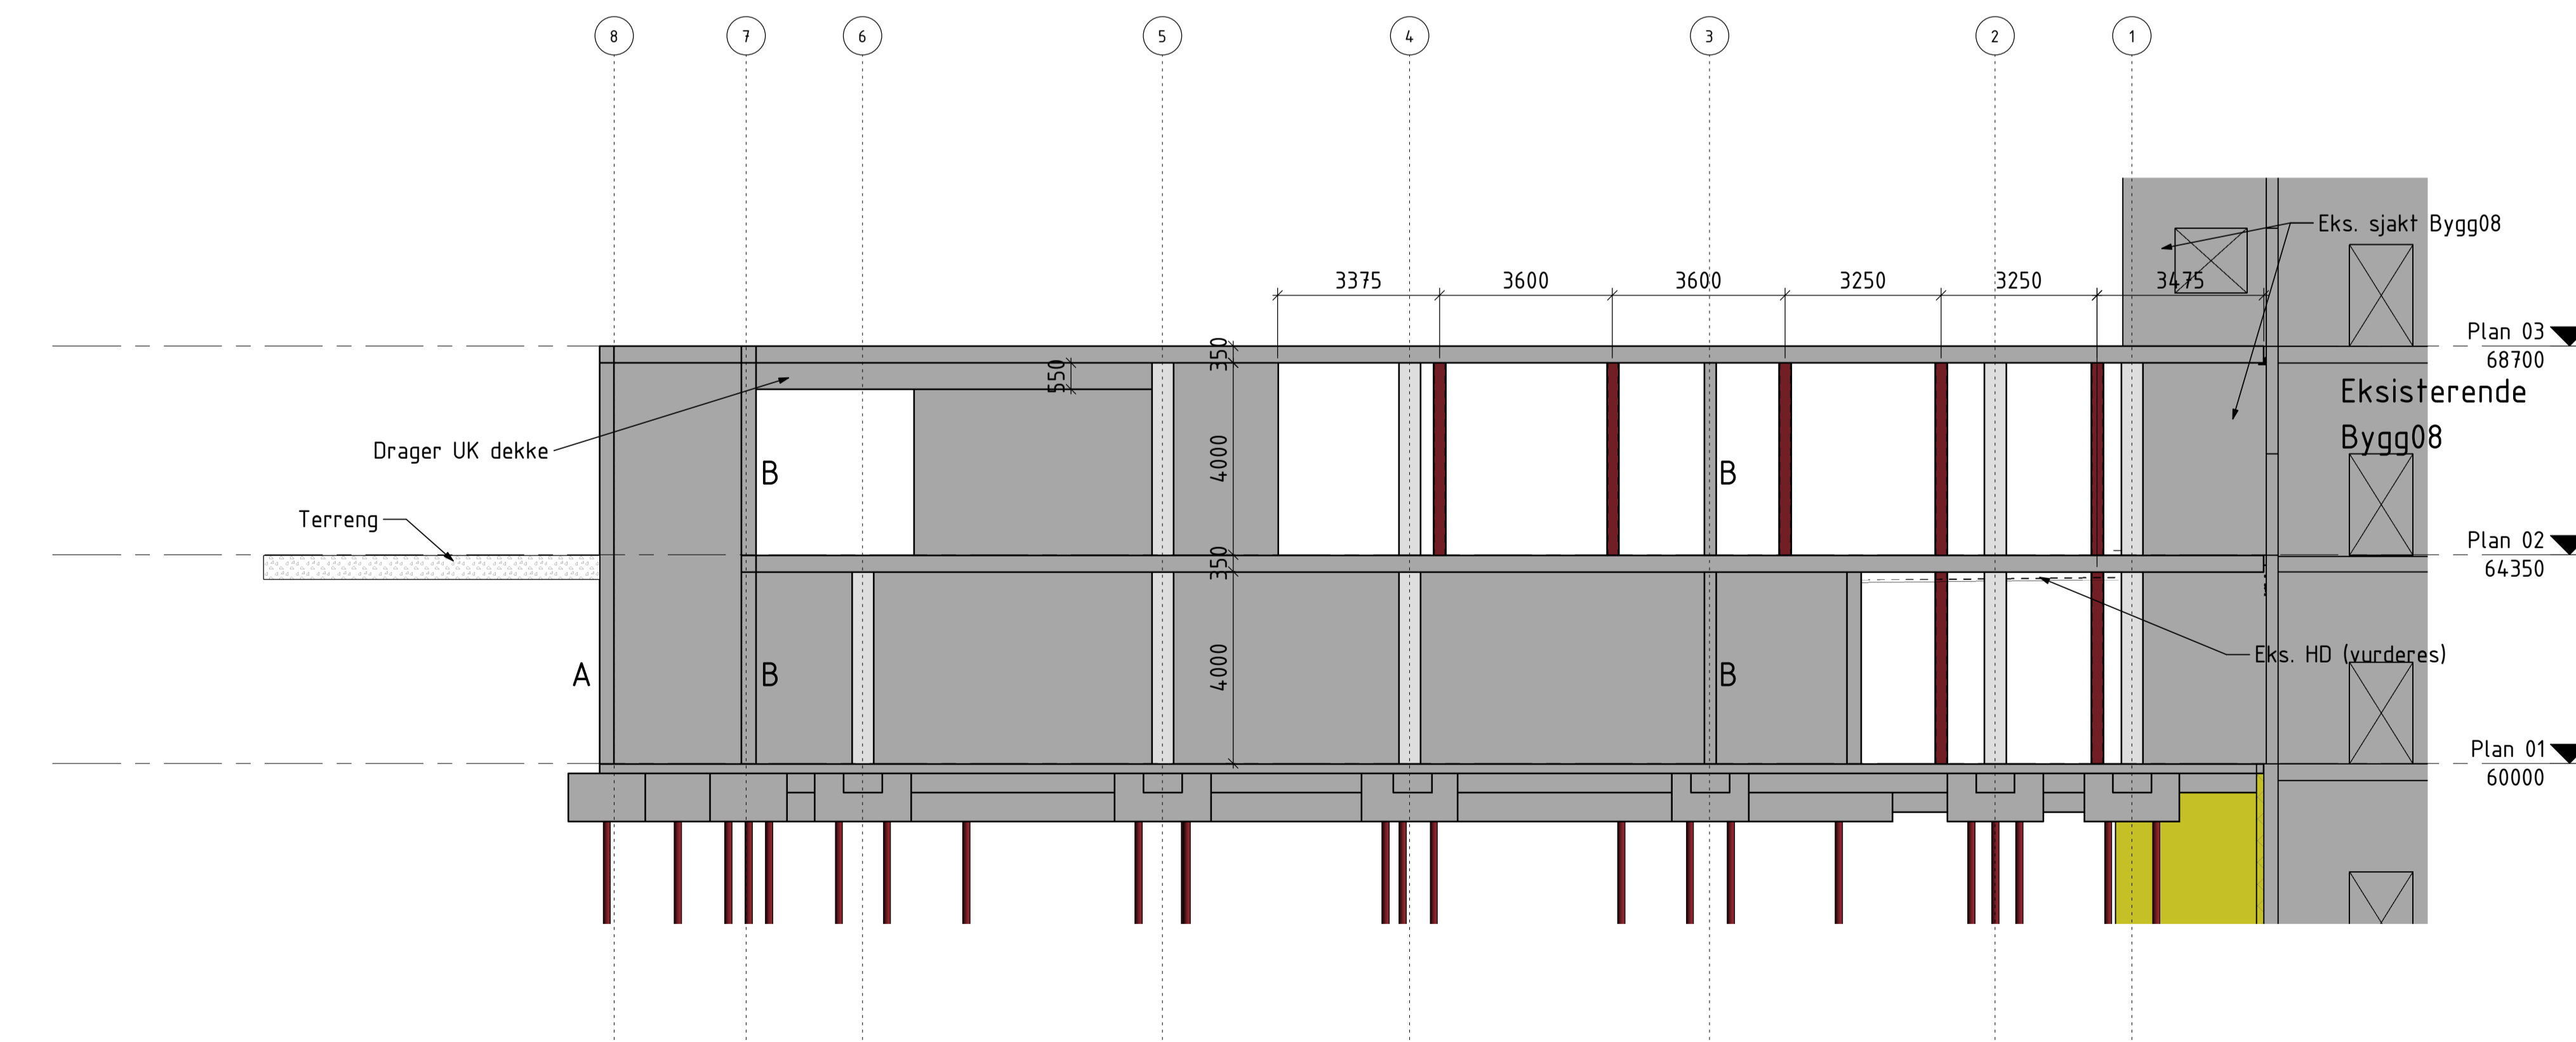 8
7
6
5
4
3
2
1
Eks. sjakt Bygg08
3375
3600
3600
3250
3250
3475
Plan 03
68700
350
550
Eksisterende
Bygg08
Drager UK dekke
4000
B
B
Terreng
Plan 02
64350
350
Eks. HD (vurderes)
4000
A
B
B
Plan 01
60000